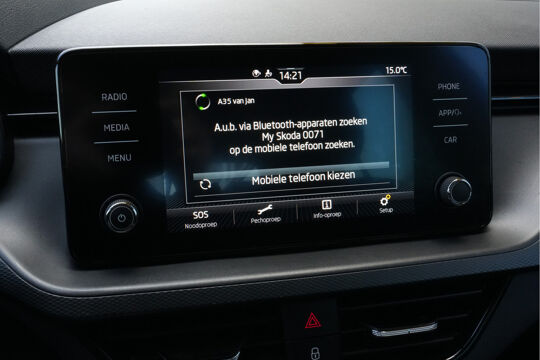 14:21
15.0°C
RADIO
MEDIA
MENU
PHONE
APP/
CAR
A35 van jan
A.u.b. via Bluetooth-apparaten zoeken
My Skoda 0071
op de mobiele telefoon zoeken.
Mobiele telefoon kiezen
SOS
Noodoproep
Pechoproep
Info-oproep
Setup